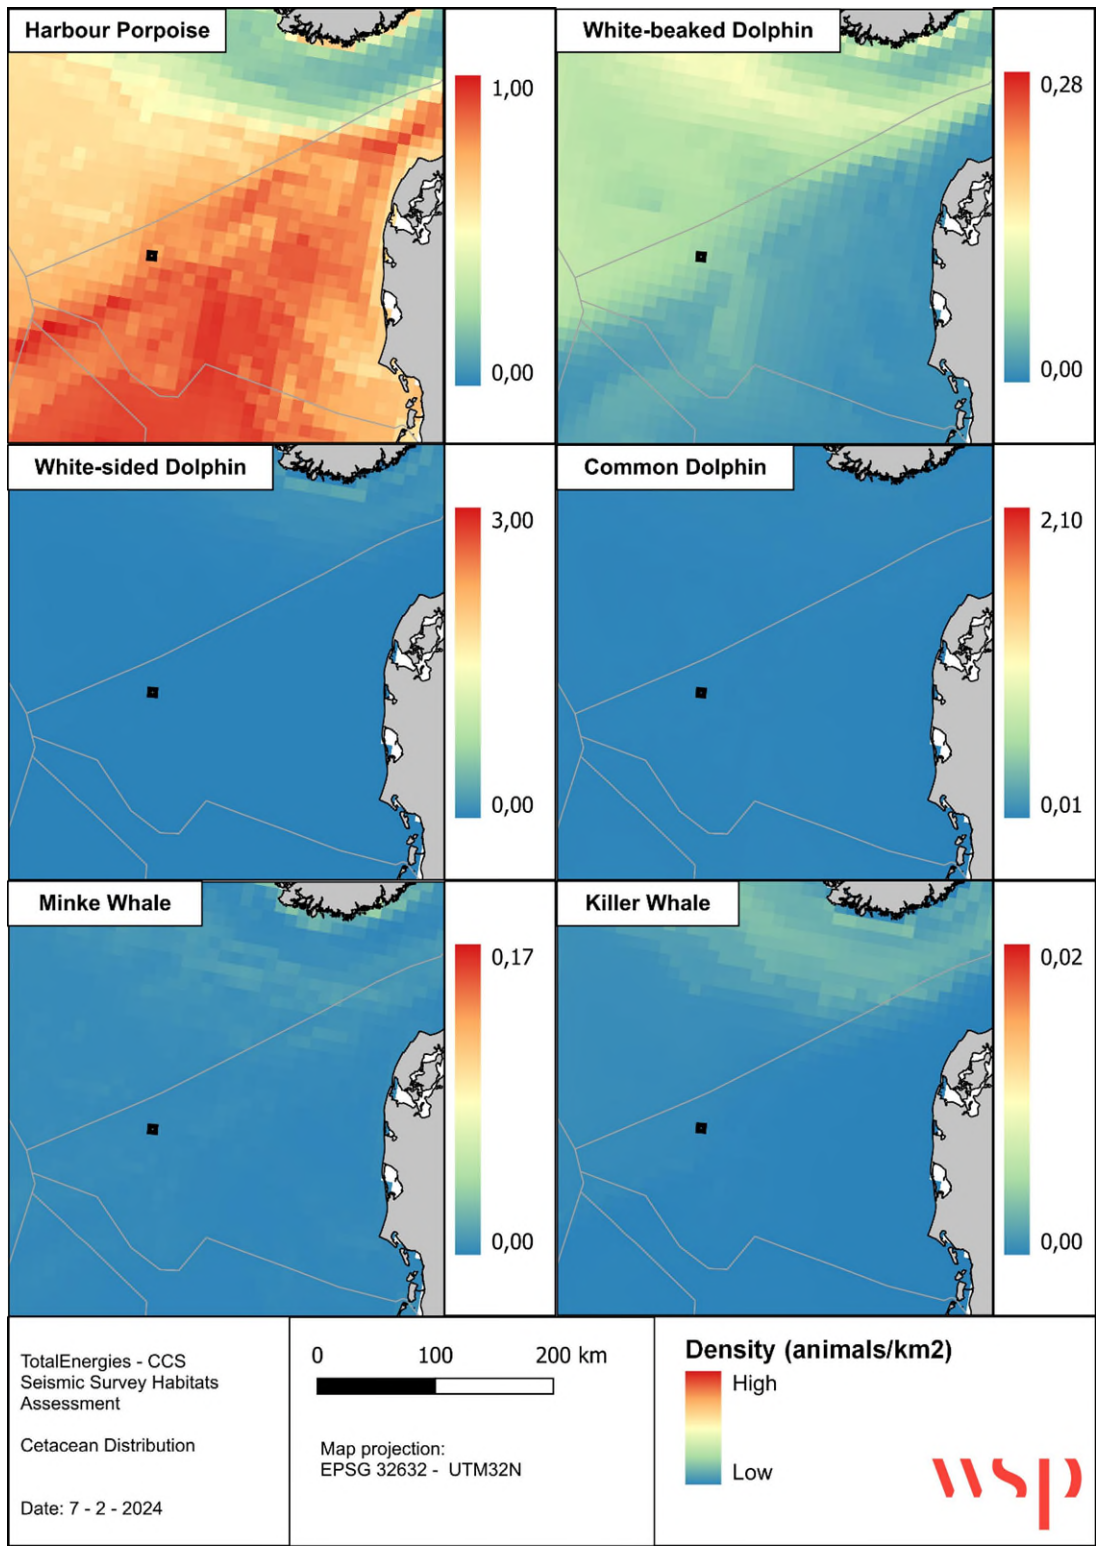 Harbour Porpoise
1,00
0,00
White-beaked Dolphin
0,28
0,00
White-sided Dolphin
3,00
0,00
Common Dolphin
2,10
0,01
Minke Whale
0,17
0,00
Killer Whale
0,02
0,00
TotalEnergies - CCS
Seismic Survey Habitats
Assessment
Cetacean Distribution
Date: 7 - 2 - 2024
0 100 200 km
Map projection:
EPSG 32632 - UTM32N
Density (animals/km2)
High
Low
wsp